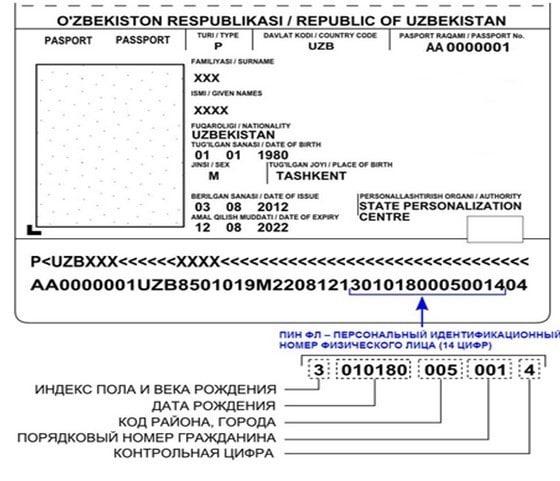 O'ZBEKISTON RESPUBLIKASI / REPUBLIC OF UZBEKISTAN
PASPORT PASSPORT
TURI / TYPE
P
DAVLAT KODI / COUNTRY CODE
UZB
PASPORT RAQAMI / PASSPORT No.
AA 0000001
FAMILIYASI / SURNAME
XXX
ISMI / GIVEN NAMES
XXXX
FUQAROLIGI / NATIONALITY
UZBEKISTAN
TUG'ILGAN SANASI / DATE OF BIRTH
01 01 1980
JINSI / SEX
M
TUG'ILGAN JOYI / PLACE OF BIRTH
TASHKENT
BERILGAN SANASI / DATE OF ISSUE
03 08 2012
PERSONALLASHTIRISH ORGANI / AUTHORITY
STATE PERSONALIZATION
CENTRE
AMAL QILISH MUDDATI / DATE OF EXPIRY
12 08 2022
P<UZBXXX<<<<<<XXXX<<<<<<<<<<<<<<<<<<<<<<<<<<<<<<
AA0000001UZB8501019M22081213010180005001404
ПИН ФЛ – ПЕРСОНАЛЬНЫЙ ИДЕНТИФИКАЦИОННЫЙ
НОМЕР ФИЗИЧЕСКОГО ЛИЦА (14 ЦИФР)
3 010180 005 001 4
ИНДЕКС ПОЛА И ВЕКА РОЖДЕНИЯ
ДАТА РОЖДЕНИЯ
КОД РАЙОНА, ГОРОДА
ПОРЯДКОВЫЙ НОМЕР ГРАЖДАНИНА
КОНТРОЛЬНАЯ ЦИФРА